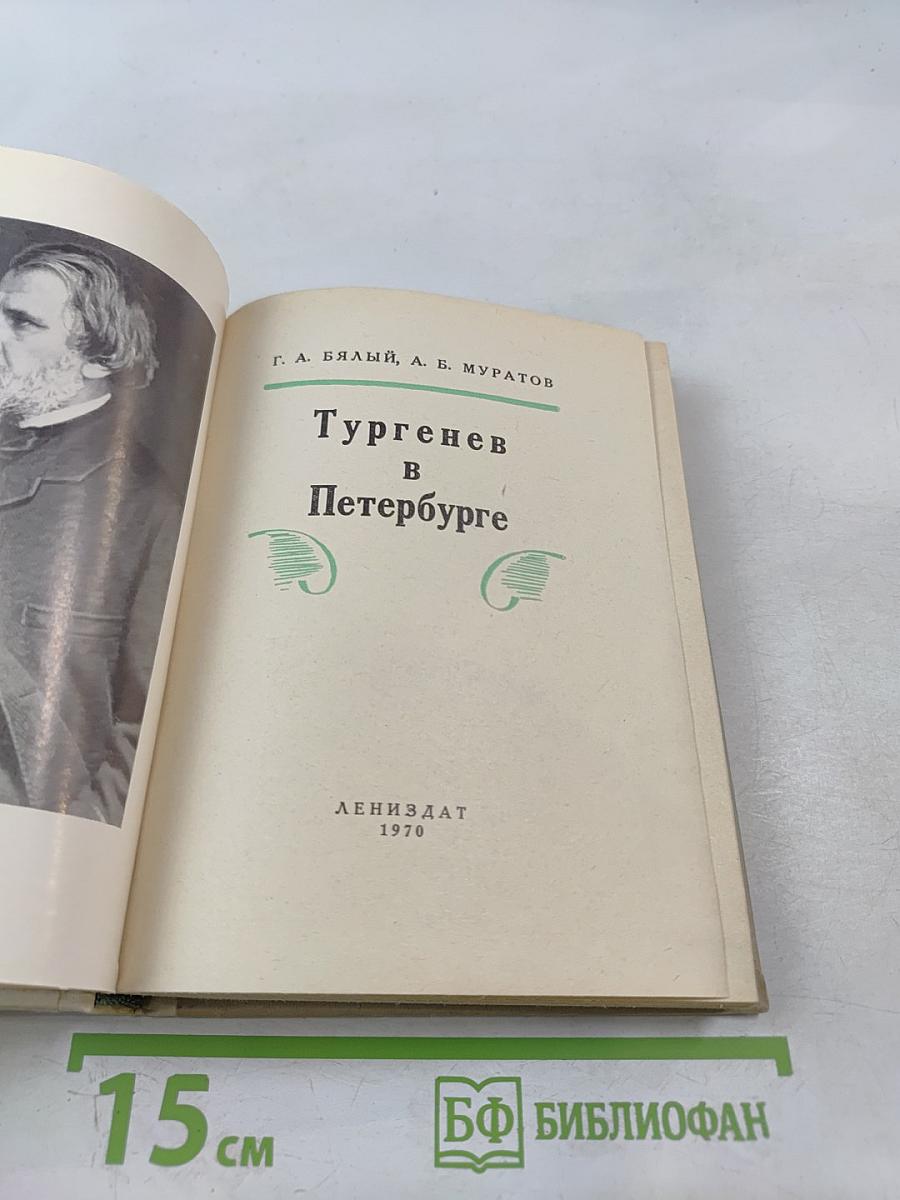 Г. А. БЯЛЫЙ, А. Б. МУРАТОВ
Тургенев
в
Петербурге
ЛЕНИЗДАТ
1970
15 см
БФ БИБЛИОФАН